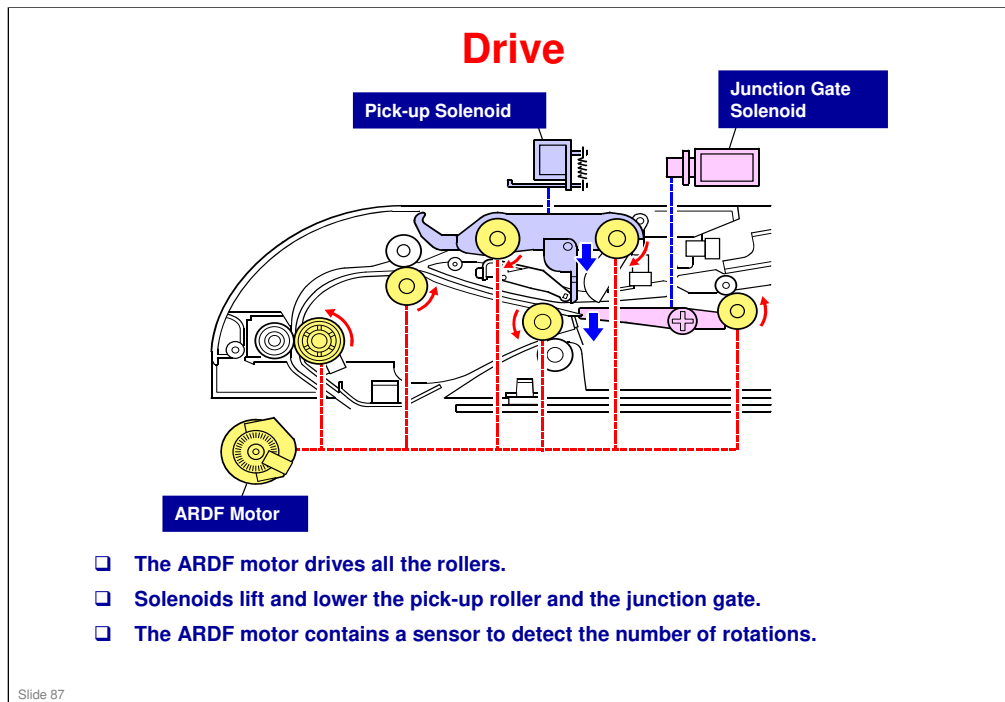 Drive
Pick-up Solenoid
Junction Gate
Solenoid
ARDF Motor
❑ The ARDF motor drives all the rollers.
❑ Solenoids lift and lower the pick-up roller and the junction gate.
❑ The ARDF motor contains a sensor to detect the number of rotations.
Slide 87